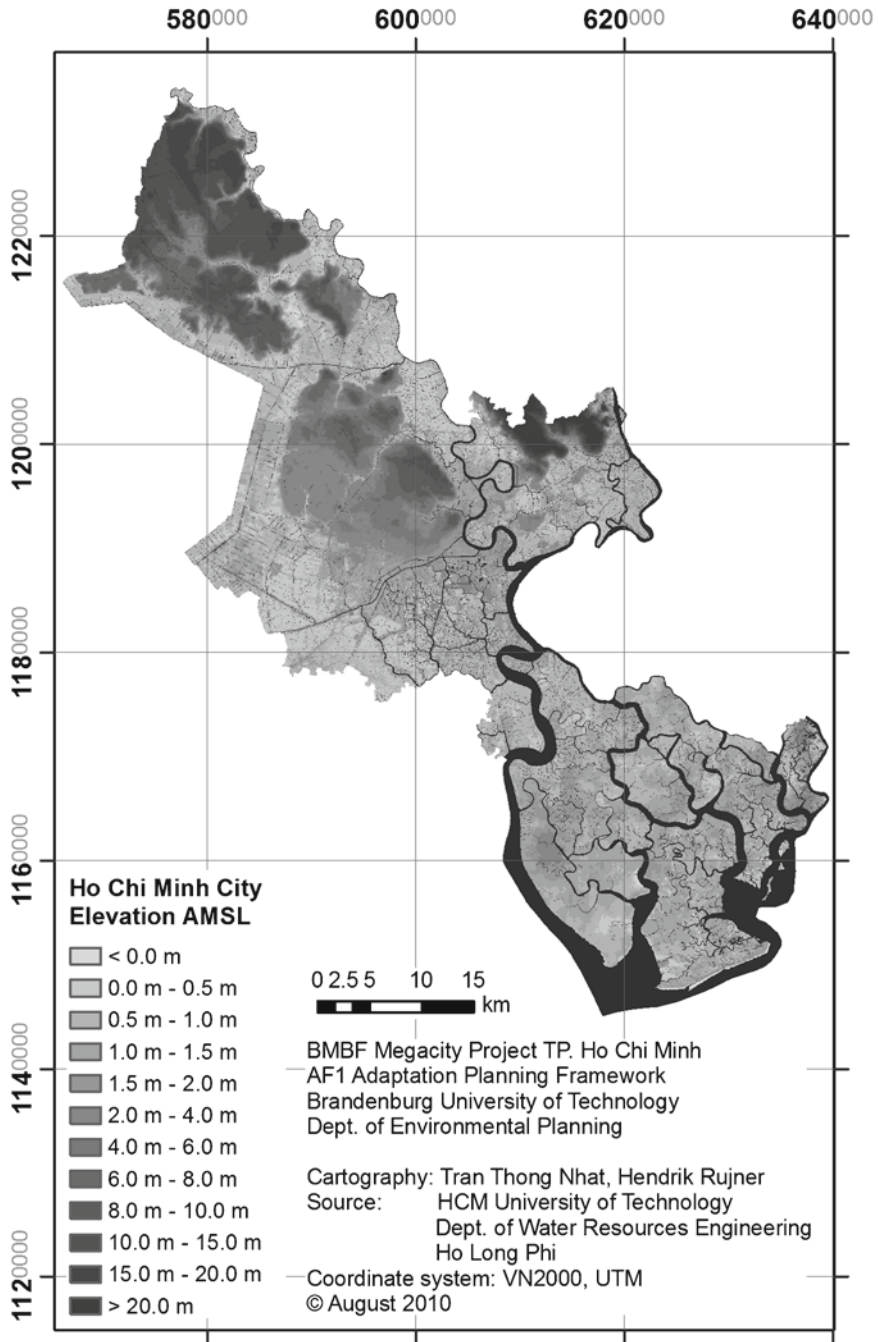 580000 600000 620000 640000
1220000
1200000
1180000
1160000
1140000
1120000
Ho Chi Minh City
Elevation AMSL
< 0.0 m
0.0 m - 0.5 m
0.5 m - 1.0 m
1.0 m - 1.5 m
1.5 m - 2.0 m
2.0 m - 4.0 m
4.0 m - 6.0 m
6.0 m - 8.0 m
8.0 m - 10.0 m
10.0 m - 15.0 m
15.0 m - 20.0 m
> 20.0 m
0 2.5 5 10 15
km
BMBF Megacity Project TP. Ho Chi Minh
AF1 Adaptation Planning Framework
Brandenburg University of Technology
Dept. of Environmental Planning
Cartography: Tran Thong Nhat, Hendrik Rujner
Source: HCM University of Technology
Dept. of Water Resources Engineering
Ho Long Phi
Coordinate system: VN2000, UTM
© August 2010